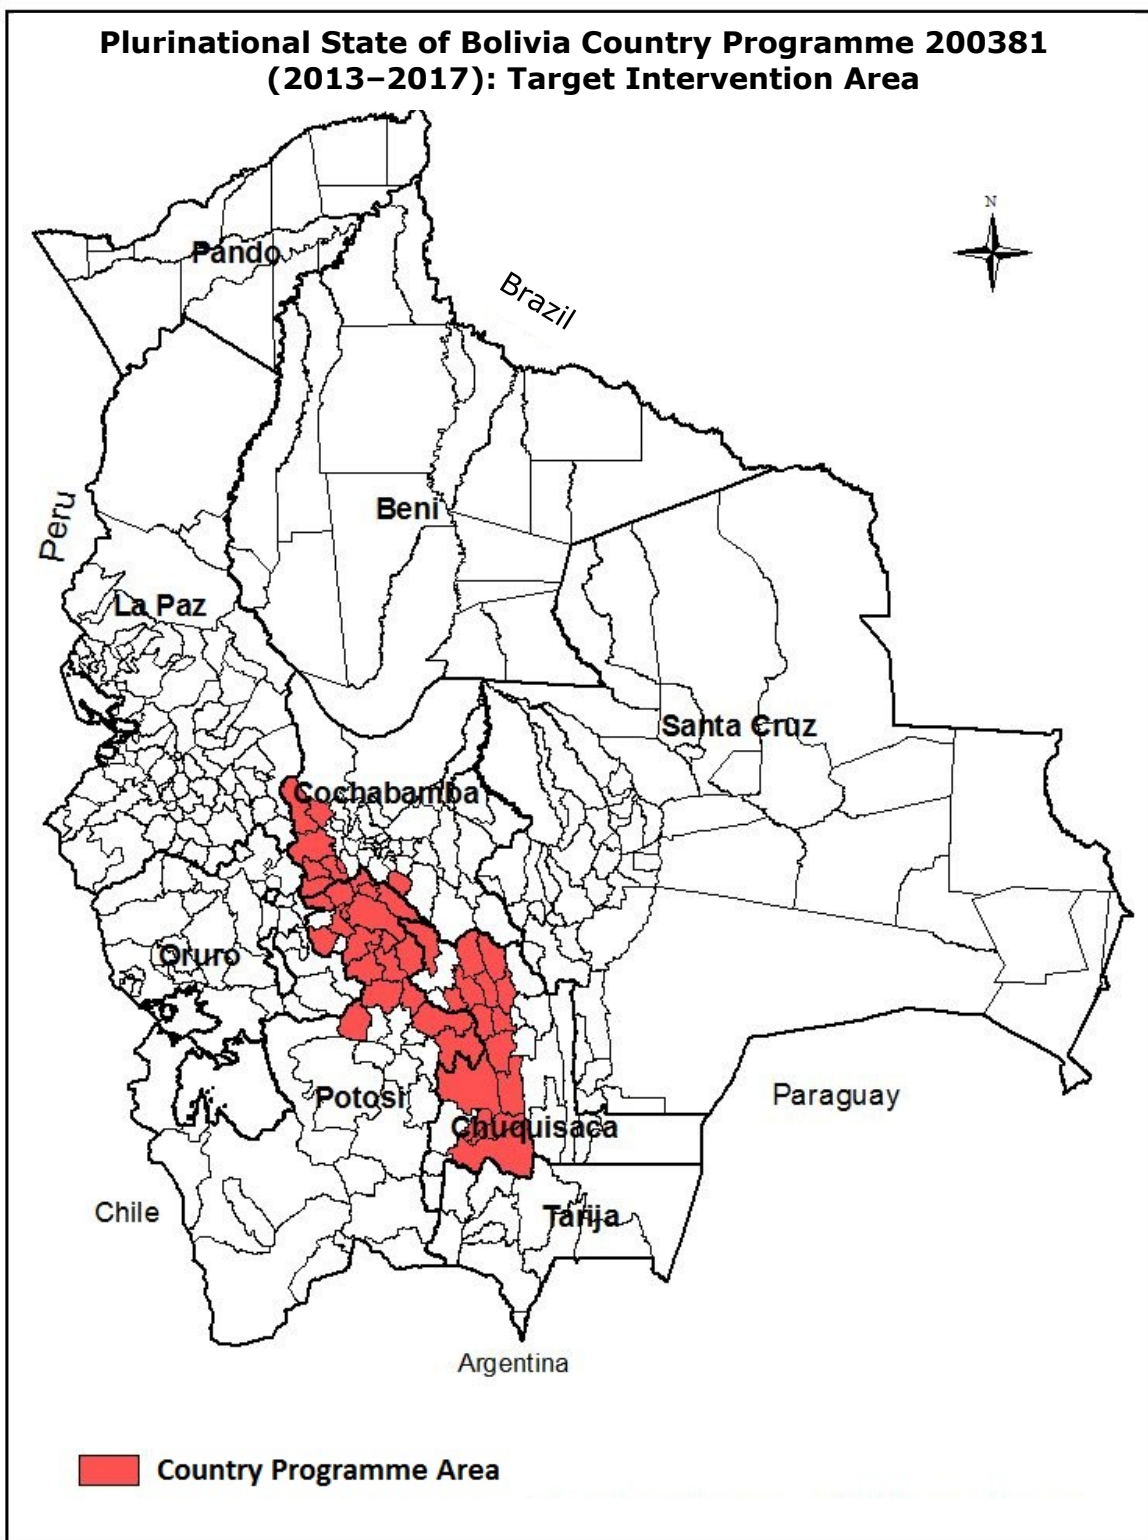 Plurinational State of Bolivia Country Programme 200381
(2013–2017): Target Intervention Area
N
Pando
Brazil
Peru
Beni
La Paz
Santa Cruz
Cochabamba
Oruro
Potosi
Paraguay
Chuquisaca
Chile
Tarija
Argentina
Country Programme Area